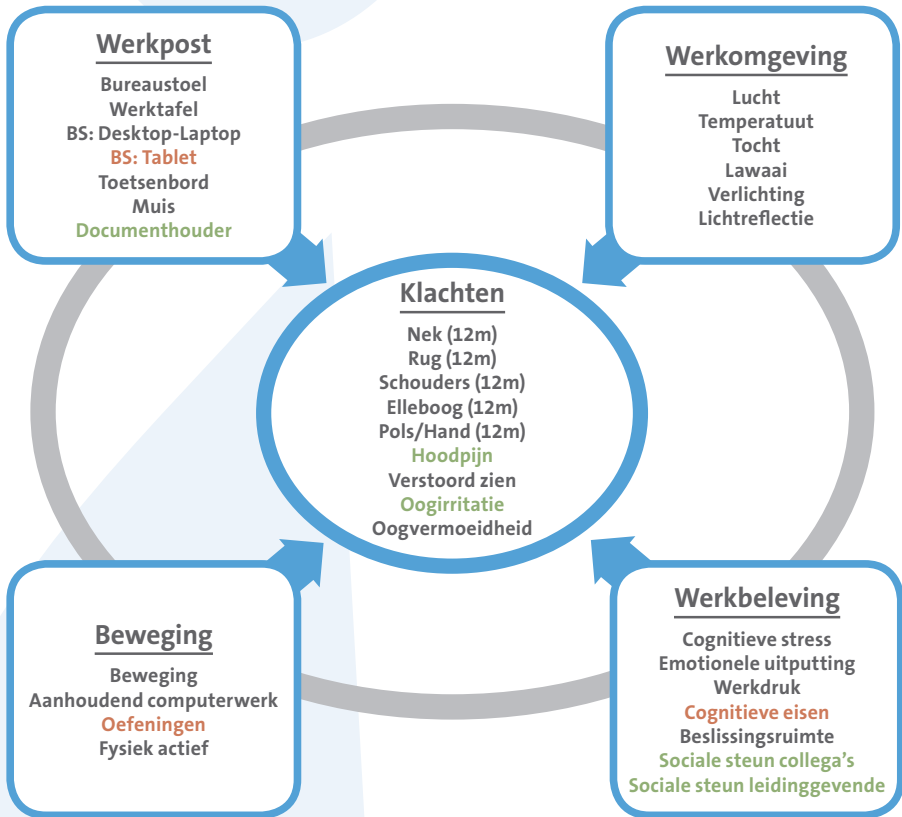 Werkpost
Bureaustoel
Werktafel
BS: Desktop-Laptop
BS: Tablet
Toetsenbord
Muis
Documenthouder
Werkomgeving
Lucht
Temperatuut
Tocht
Lawaai
Verlichting
Lichtreflectie
Klachten
Nek (12m)
Rug (12m)
Schouders (12m)
Elleboog (12m)
Pols/Hand (12m)
Hoodpijn
Verstoord zien
Oogirritatie
Oogvermoeidheid
Beweging
Beweging
Aanhoudend computerwerk
Oefeningen
Fysiek actief
Werkbeleving
Cognitieve stress
Emotionele uitputting
Werkdruk
Cognitieve eisen
Beslissingsruimte
Sociale steun collega's
Sociale steun leidinggevende